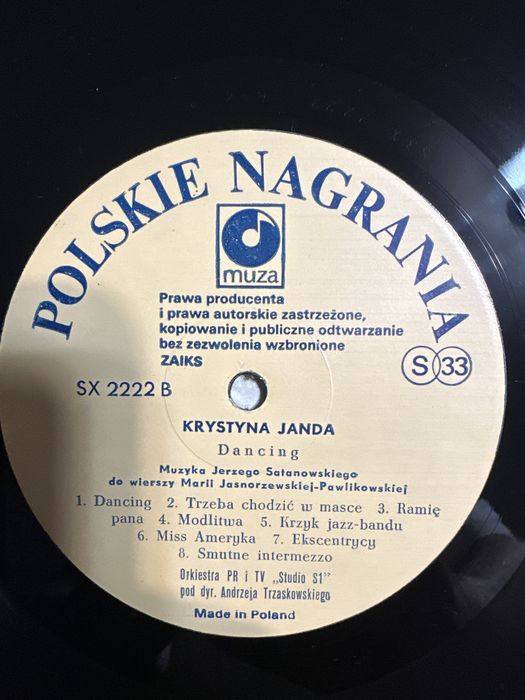 POLSKIE NAGRANIA
muza
Prawa producenta
i prawa autorskie zastrzeżone,
kopiowanie i publiczne odtwarzanie
bez zezwolenia wzbronione
ZAIKS
S 33
SX 2222 B
KRYSTYNA JANDA
Dancing
Muzyka Jerzego Satanowskiego
do wierszy Marii Jasnorzewskiej-Pawlikowskiej
1. Dancing 2. Trzeba chodzić w masce 3. Ramię
pana 4. Modlitwa 5. Krzyk jazz-bandu
6. Miss Ameryka 7. Ekscentrycy
8. Smutne intermezzo
Orkiestra PR i TV „Studio S1”
pod dyr. Andrzeja Trzaskowskiego
Made in Poland